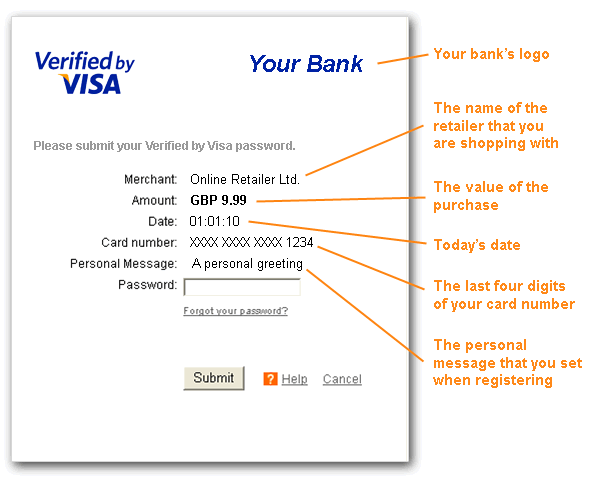 Verified by
VISA
Your Bank
Your bank's logo
The name of the
retailer that you
are shopping with
Please submit your Verified by Visa password.
Merchant: Online Retailer Ltd.
Amount: GBP 9.99
The value of the
purchase
Date: 01:01:10
Today's date
Card number: XXXX XXXX XXXX 1234
The last four digits
of your card number
Personal Message: A personal greeting
The personal
message that you set
when registering
Password:
Forgot your password?
Submit ? Help Cancel